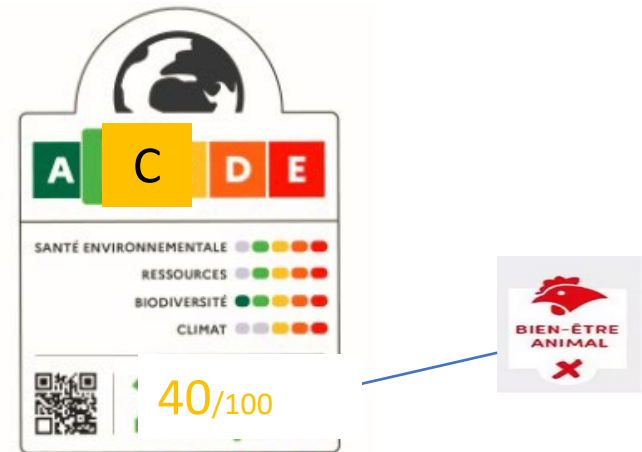 A C D E
SANTÉ ENVIRONNEMENTALE
RESSOURCES
BIODIVERSITÉ
CLIMAT
40/100
BIEN-ÊTRE
ANIMAL